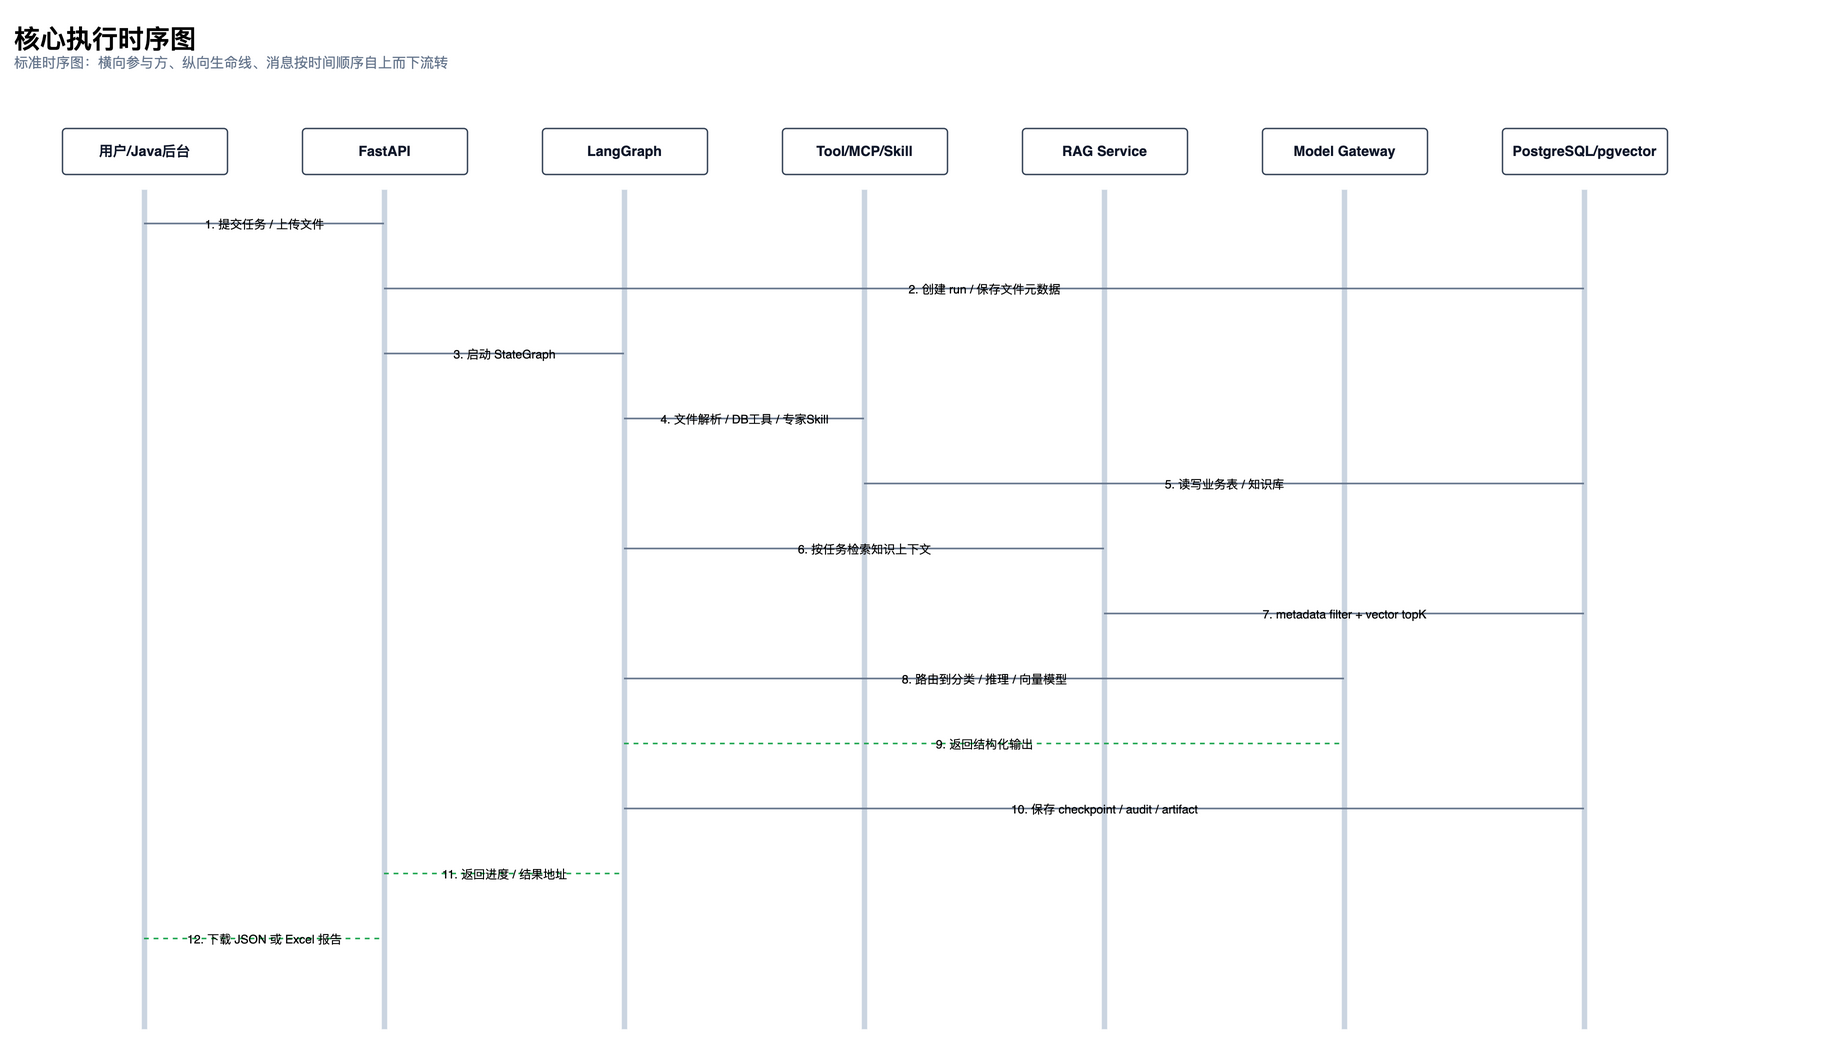 核心执行时序图
标准时序图：横向参与方、纵向生命线、消息按时间顺序自上而下流转
用户/Java后台
FastAPI
LangGraph
Tool/MCP/Skill
RAG Service
Model Gateway
PostgreSQL/pgvector
1. 提交任务 / 上传文件
2. 创建 run / 保存文件元数据
3. 启动 StateGraph
4. 文件解析 / DB工具 / 专家Skill
5. 读写业务表 / 知识库
6. 按任务检索知识上下文
7. metadata filter + vector topK
8. 路由到分类 / 推理 / 向量模型
9. 返回结构化输出
10. 保存 checkpoint / audit / artifact
11. 返回进度 / 结果地址
12. 下载 JSON 或 Excel 报告